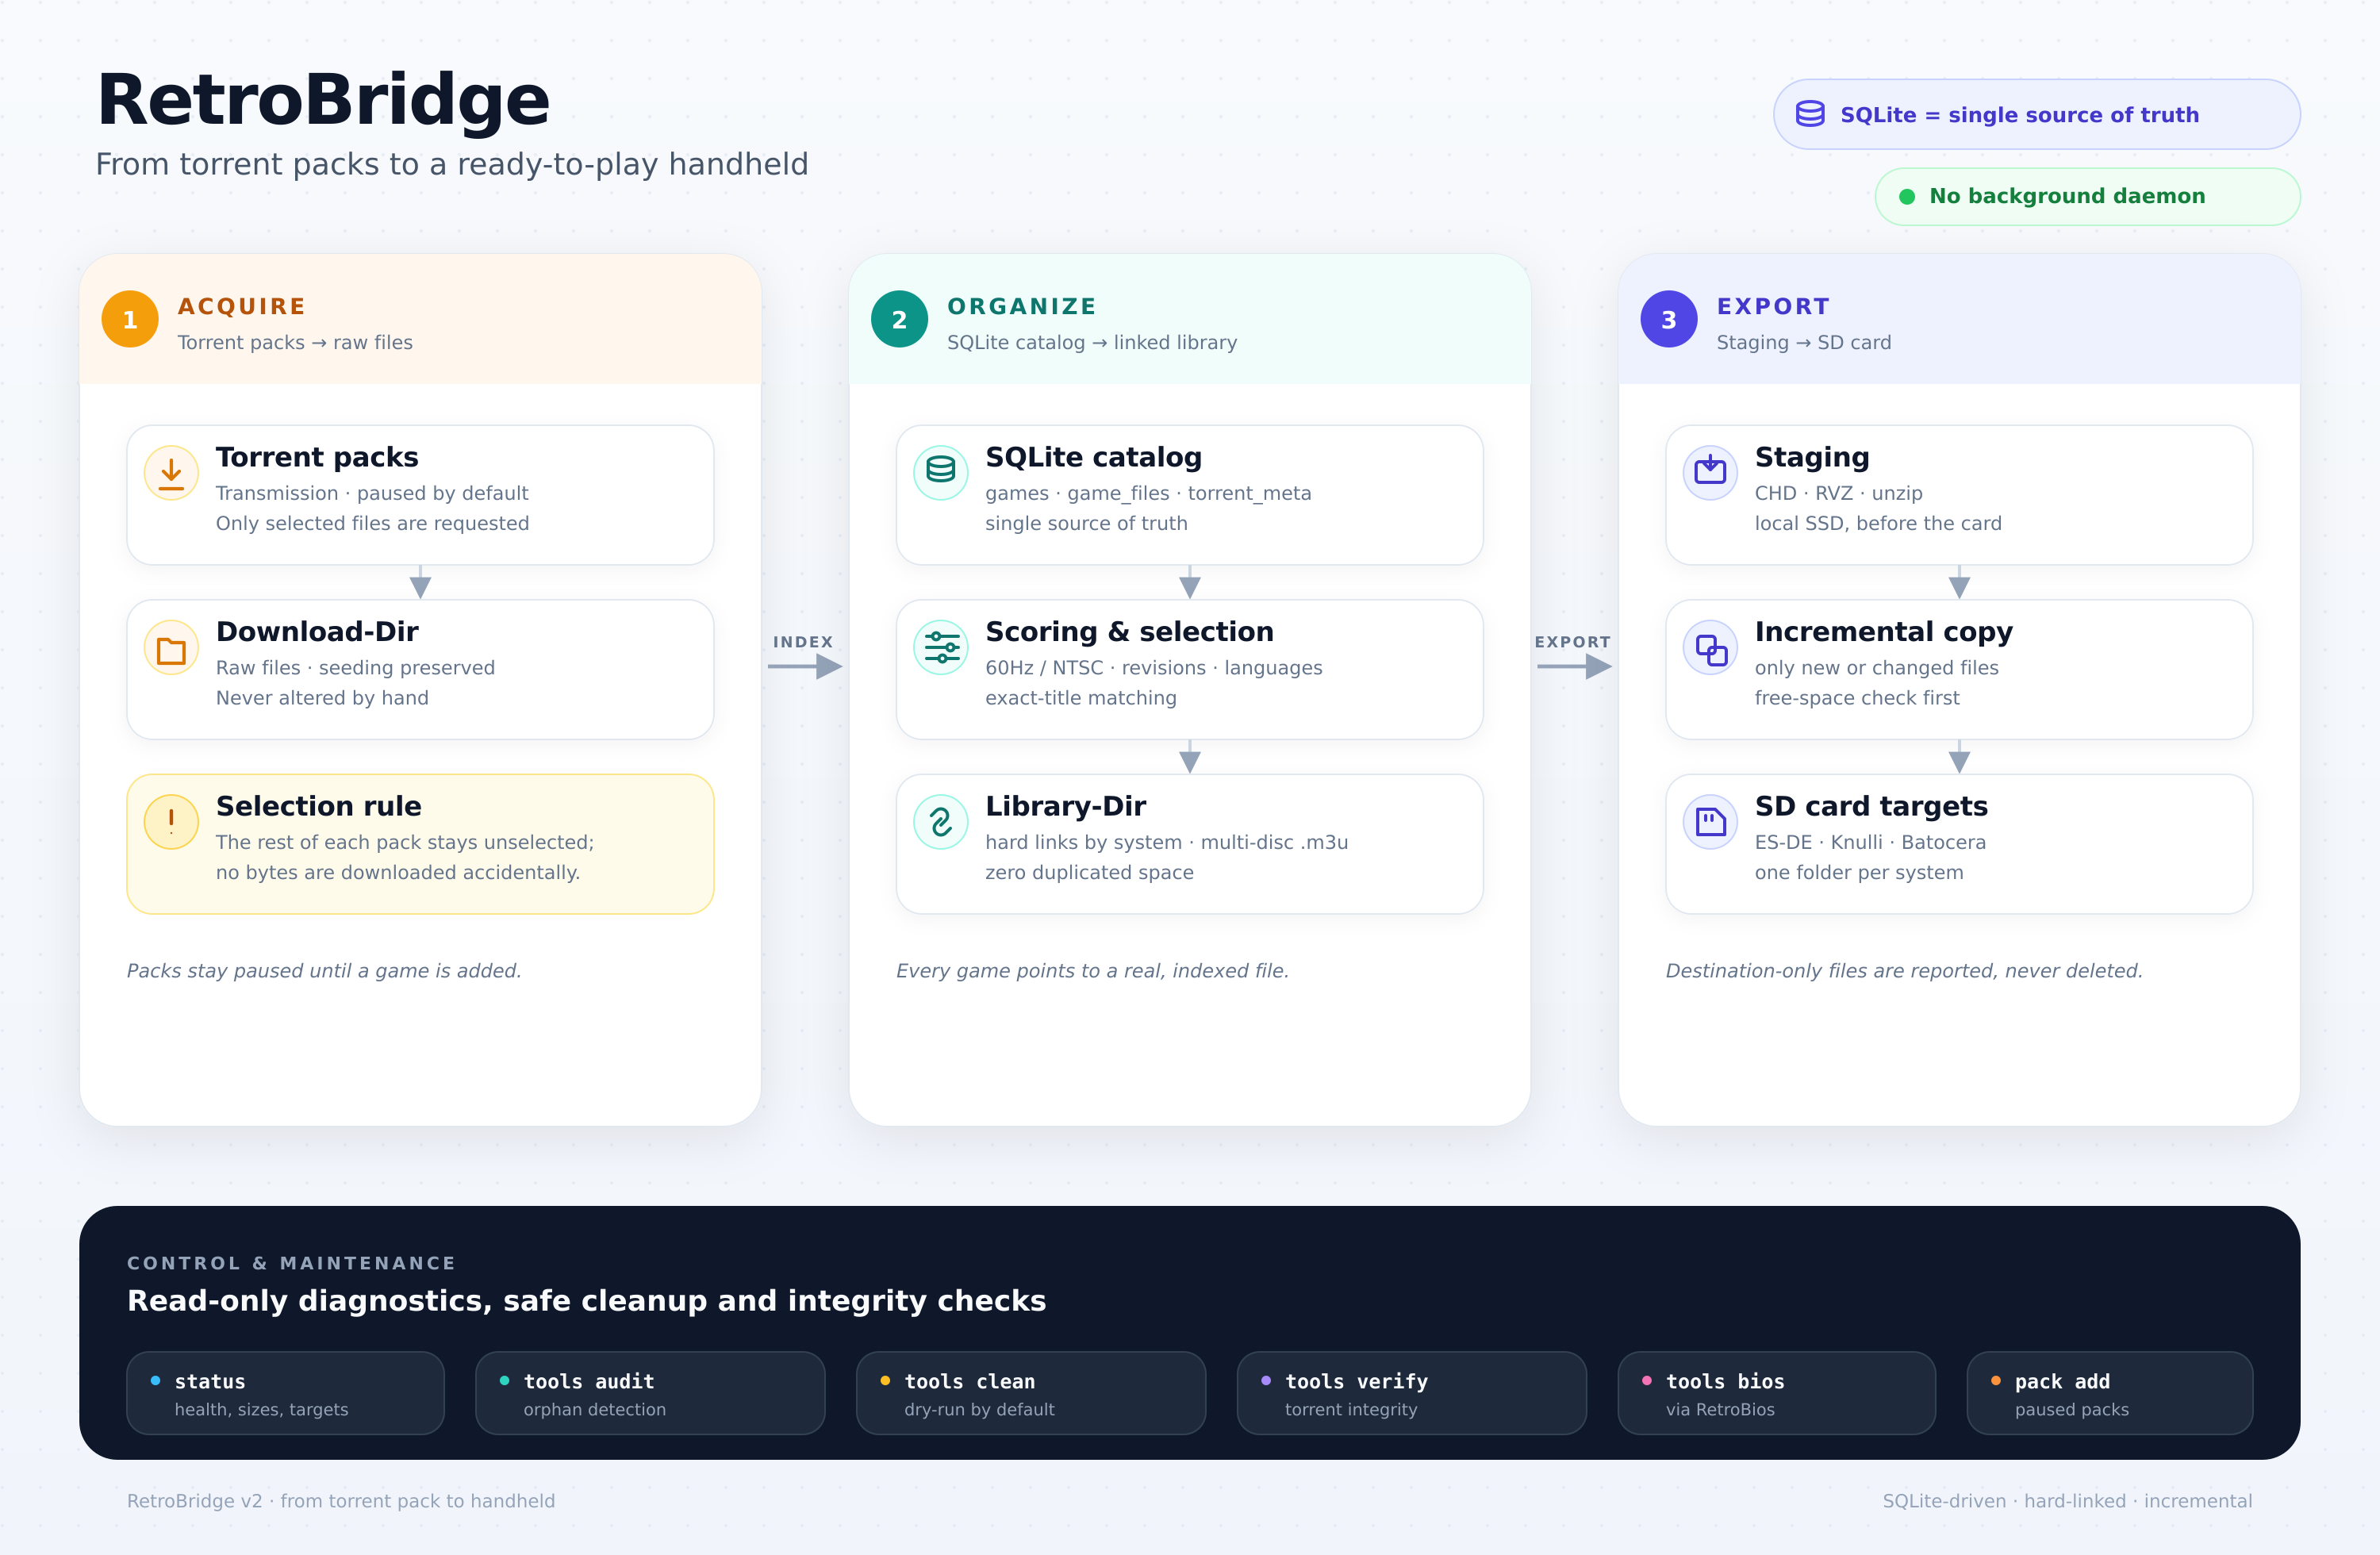 RetroBridge
From torrent packs to a ready-to-play handheld
SQLite = single source of truth
No background daemon
1
ACQUIRE
Torrent packs → raw files
Torrent packs
Transmission · paused by default
Only selected files are requested
Download-Dir
Raw files · seeding preserved
Never altered by hand
Selection rule
The rest of each pack stays unselected;
no bytes are downloaded accidentally.
Packs stay paused until a game is added.
INDEX
2
ORGANIZE
SQLite catalog → linked library
SQLite catalog
games · game_files · torrent_meta
single source of truth
Scoring & selection
60Hz / NTSC · revisions · languages
exact-title matching
Library-Dir
hard links by system · multi-disc .m3u
zero duplicated space
Every game points to a real, indexed file.
EXPORT
3
EXPORT
Staging → SD card
Staging
CHD · RVZ · unzip
local SSD, before the card
Incremental copy
only new or changed files
free-space check first
SD card targets
ES-DE · Knulli · Batocera
one folder per system
Destination-only files are reported, never deleted.
CONTROL & MAINTENANCE
Read-only diagnostics, safe cleanup and integrity checks
status
health, sizes, targets
tools audit
orphan detection
tools clean
dry-run by default
tools verify
torrent integrity
tools bios
via RetroBios
pack add
paused packs
RetroBridge v2 · from torrent pack to handheld
SQLite-driven · hard-linked · incremental